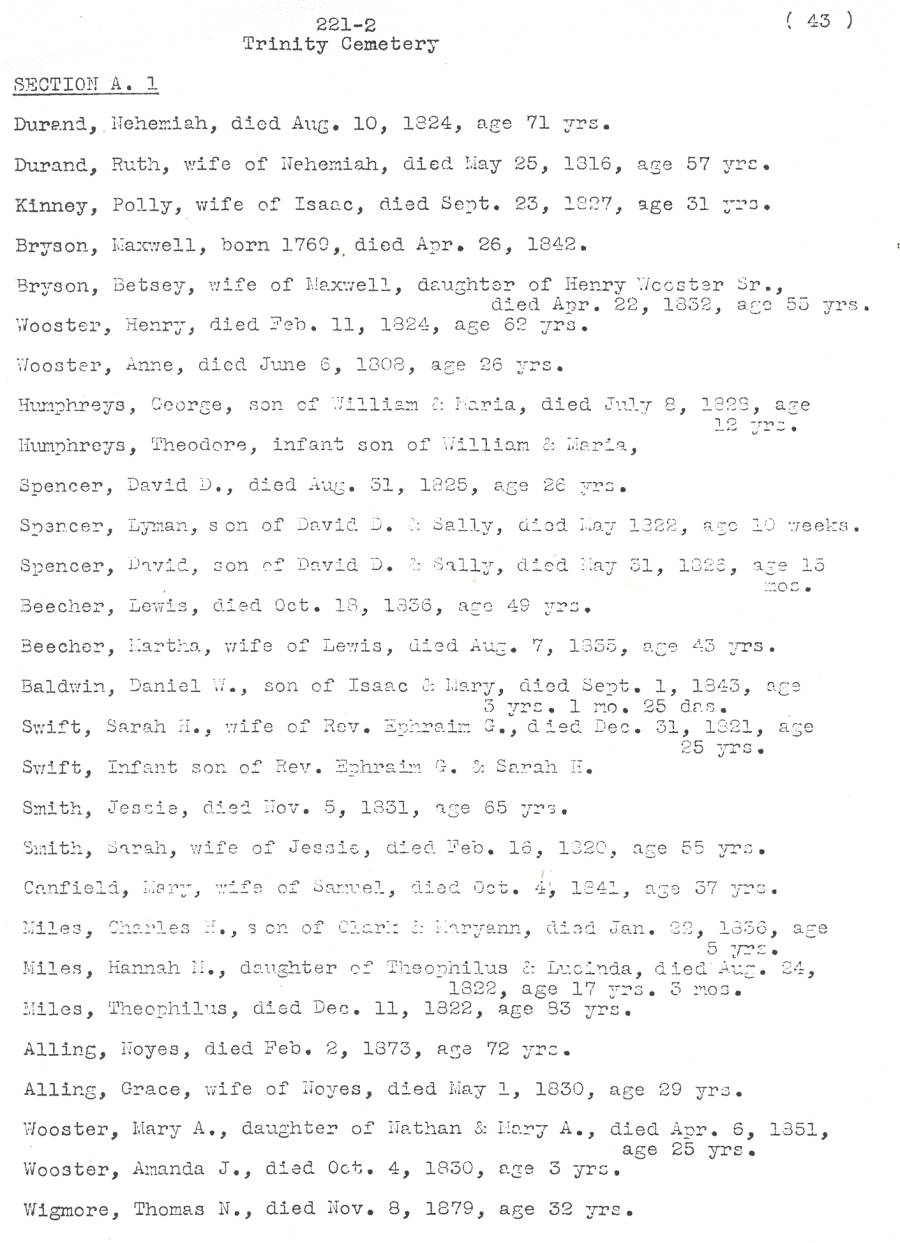 221-2
( 43 )
Trinity Cemetery
SECTION A. 1
Durand, Nehemiah, died Aug. 10, 1824, age 71 yrs.
Durand, Ruth, wife of Nehemiah, died May 25, 1816, age 57 yrs.
Kinney, Polly, wife of Isaac, died Sept. 23, 1827, age 31 yrs.
Bryson, Maxwell, born 1769, died Apr. 26, 1842.
Bryson, Betsey, wife of Maxwell, daughter of Henry Wooster Sr.,
died Apr. 22, 1832, age 55 yrs.
Wooster, Henry, died Feb. 11, 1824, age 62 yrs.
Wooster, Anne, died June 6, 1808, age 26 yrs.
Humphreys, George, son of William & Maria, died July 8, 1829, age
12 yrs.
Humphreys, Theodore, infant son of William & Maria,
Spencer, David D., died Aug. 31, 1825, age 26 yrs.
Spencer, Lyman, son of David D. & Sally, died May 1822, age 10 weeks.
Spencer, David, son of David D. & Sally, died May 31, 1826, age 15
mos.
Beecher, Lewis, died Oct. 18, 1836, age 49 yrs.
Beecher, Martha, wife of Lewis, died Aug. 7, 1835, age 43 yrs.
Baldwin, Daniel W., son of Isaac & Mary, died Sept. 1, 1843, age
3 yrs. 1 mo. 25 das.
Swift, Sarah H., wife of Rev. Ephraim G., died Dec. 31, 1821, age
25 yrs.
Swift, Infant son of Rev. Ephraim G. & Sarah H.
Smith, Jessie, died Nov. 5, 1831, age 65 yrs.
Smith, Sarah, wife of Jessie, died Feb. 16, 1820, age 55 yrs.
Canfield, Mary, wife of Samuel, died Oct. 4, 1841, age 37 yrs.
Miles, Charles H., son of Clark & Maryann, died Jan. 22, 1836, age
5 yrs.
Miles, Hannah M., daughter of Theophilus & Lucinda, died Aug. 24,
1822, age 17 yrs. 3 mos.
Miles, Theophilus, died Dec. 11, 1822, age 83 yrs.
Alling, Noyes, died Feb. 2, 1873, age 72 yrs.
Alling, Grace, wife of Noyes, died May 1, 1830, age 29 yrs.
Wooster, Mary A., daughter of Nathan & Mary A., died Apr. 6, 1851,
age 25 yrs.
Wooster, Amanda J., died Oct. 4, 1830, age 3 yrs.
Wigmore, Thomas N., died Nov. 8, 1879, age 32 yrs.